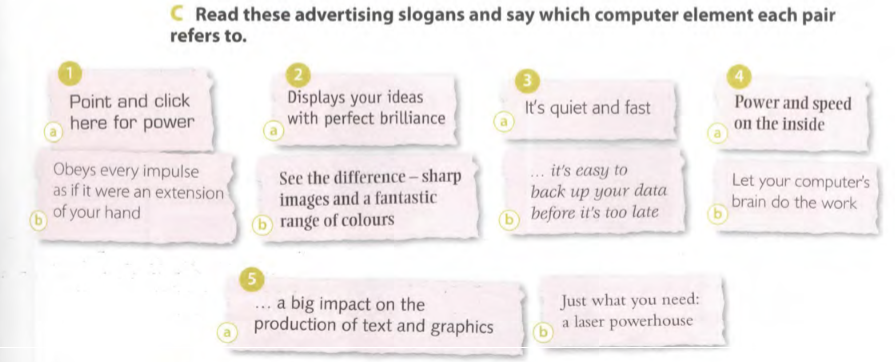 C Read these advertising slogans and say which computer element each pair
refers to.
1
a
Point and click
here for power
b
Obeys every impulse
as if it were an extension
of your hand
2
a
Displays your ideas
with perfect brilliance
b
See the difference – sharp
images and a fantastic
range of colours
3
a
It's quiet and fast
b
... it's easy to
back up your data
before it's too late
4
a
Power and speed
on the inside
b
Let your computer's
brain do the work
5
a
... a big impact on the
production of text and graphics
b
Just what you need:
a laser powerhouse